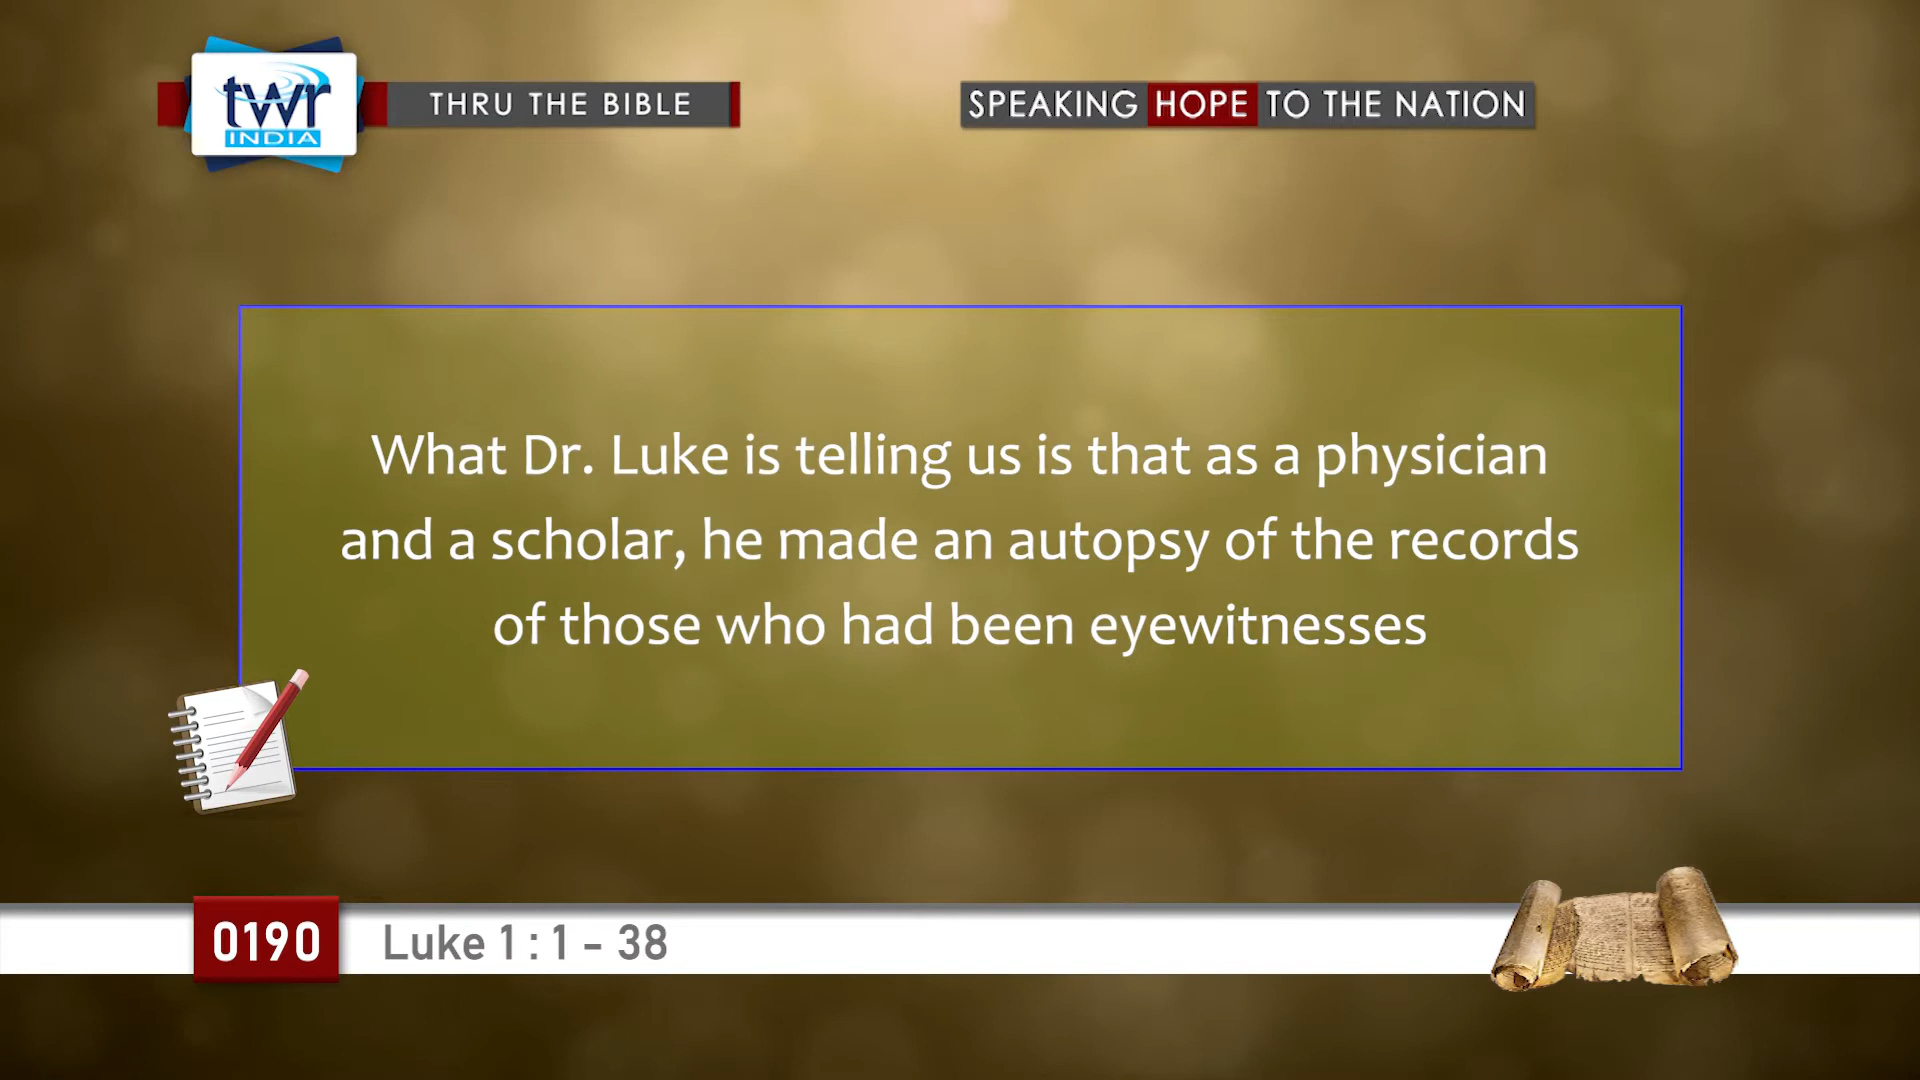 twr
INDIA
THRU THE BIBLE
SPEAKING HOPE TO THE NATION
What Dr. Luke is telling us is that as a physician
and a scholar, he made an autopsy of the records
of those who had been eyewitnesses
0190
Luke 1 : 1 - 38